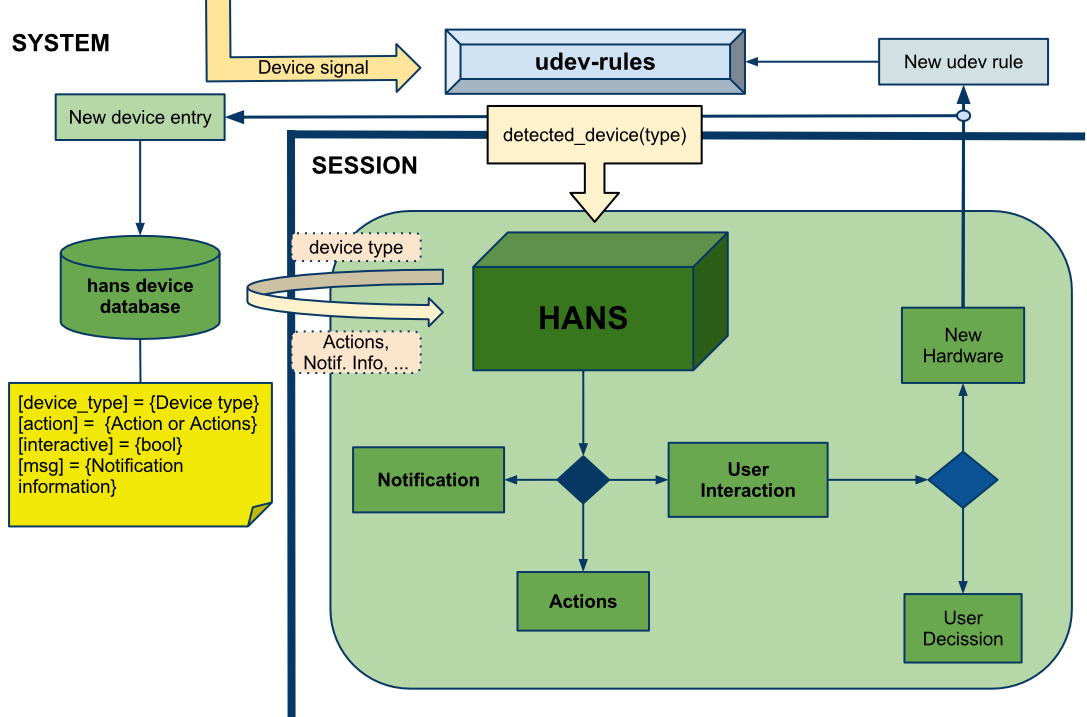 SYSTEM
Device signal
udev-rules
New udev rule
New device entry
detected_device(type)
SESSION
device type
hans device
database
HANS
Actions,
Notif. Info, ...
New
Hardware
[device_type] = {Device type}
[action] =  {Action or Actions}
[interactive] = {bool}
[msg] = {Notification
information}
Notification
User
Interaction
Actions
User
Decission